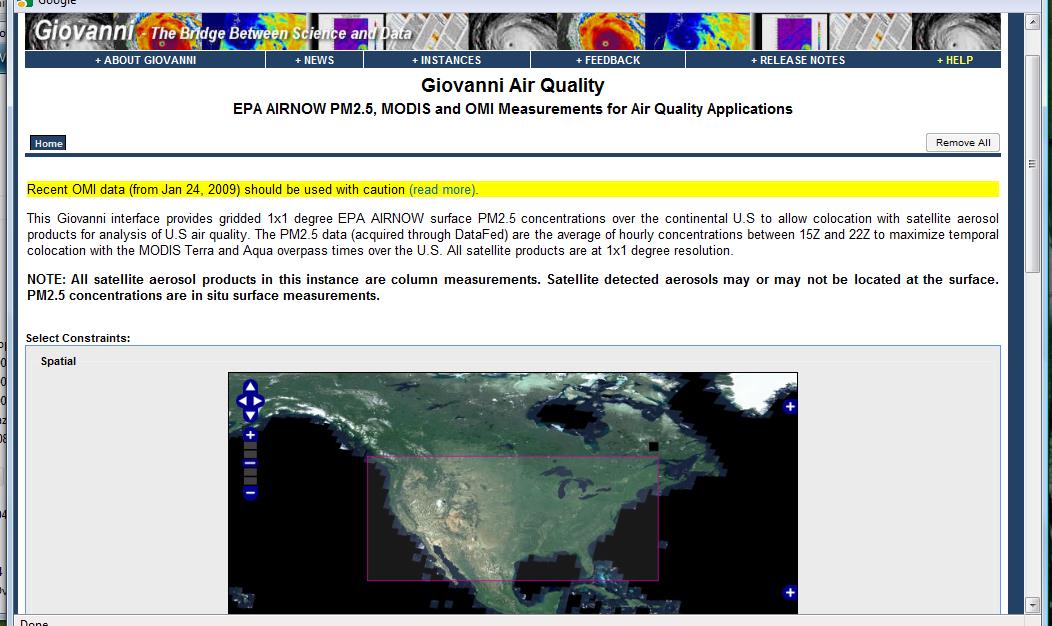 Google
Giovanni - The Bridge Between Science and Data
+ ABOUT GIOVANNI + NEWS + INSTANCES + FEEDBACK + RELEASE NOTES + HELP
Giovanni Air Quality
EPA AIRNOW PM2.5, MODIS and OMI Measurements for Air Quality Applications
Home Remove All
Recent OMI data (from Jan 24, 2009) should be used with caution (read more).
This Giovanni interface provides gridded 1x1 degree EPA AIRNOW surface PM2.5 concentrations over the continental U.S to allow colocation with satellite aerosol
products for analysis of U.S air quality. The PM2.5 data (acquired through DataFed) are the average of hourly concentrations between 15Z and 22Z to maximize temporal
colocation with the MODIS Terra and Aqua overpass times over the U.S. All satellite products are at 1x1 degree resolution.
NOTE: All satellite aerosol products in this instance are column measurements. Satellite detected aerosols may or may not be located at the surface.
PM2.5 concentrations are in situ surface measurements.
Select Constraints:
Spatial
Done